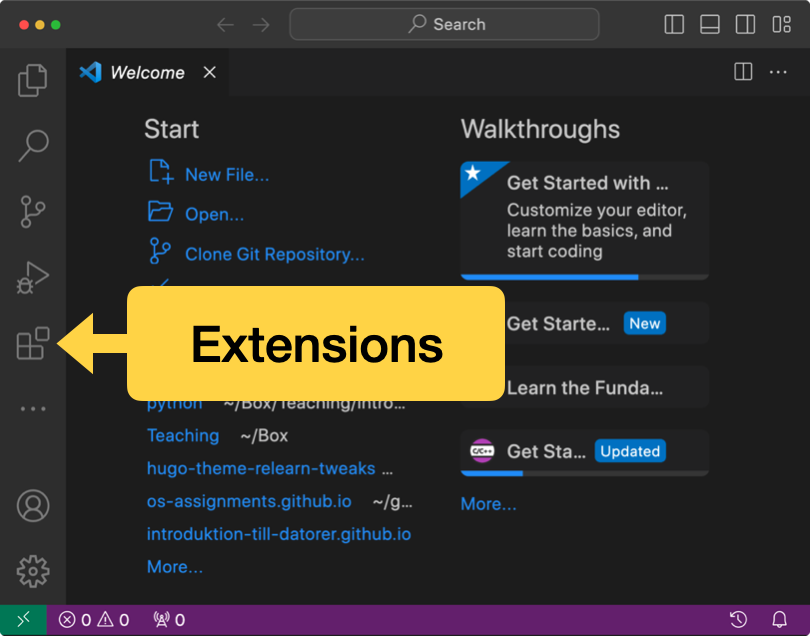 Search
Welcome
Start
New File...
Open...
Clone Git Repository...
Extensions
python ~/Box/Teaching/intro...
Teaching ~/Box
hugo-theme-relearn-tweaks ...
os-assignments.github.io ~/g...
introduktion-till-datorer.github.io
More...
Walkthroughs
Get Started with ...
Customize your editor,
learn the basics, and
start coding
Get Starte... New
Learn the Funda...
C/C++ Get Sta... Updated
More...
0 0 0